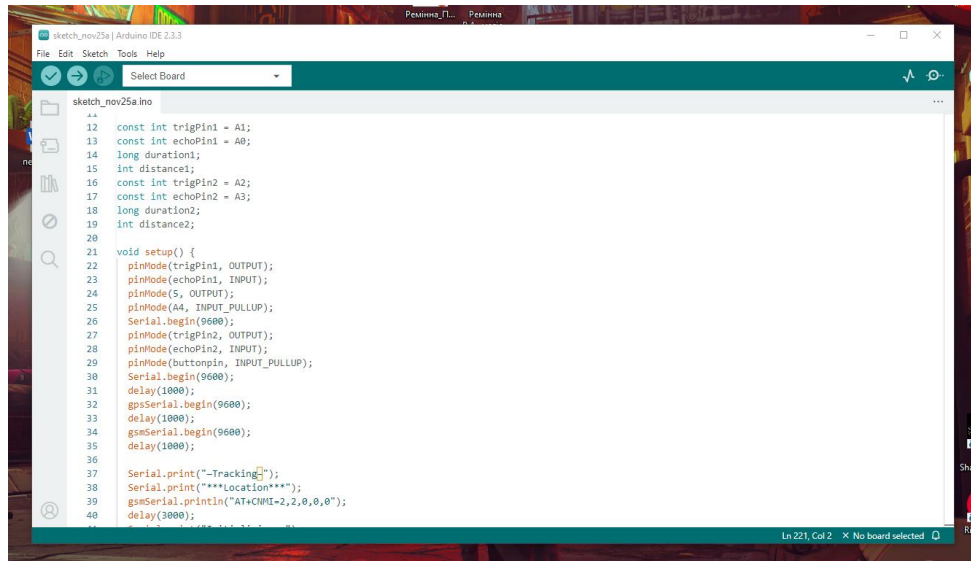 Ремінна_П... Ремінна
sketch_nov25a | Arduino IDE 2.3.3
File Edit Sketch Tools Help
Select Board
sketch_nov25a.ino
...
12 const int trigPin1 = A1;
13 const int echoPin1 = A0;
14 long duration1;
15 int distance1;
16 const int trigPin2 = A2;
17 const int echoPin2 = A3;
18 long duration2;
19 int distance2;
20
21 void setup() {
22 pinMode(trigPin1, OUTPUT);
23 pinMode(echoPin1, INPUT);
24 pinMode(5, OUTPUT);
25 pinMode(A4, INPUT_PULLUP);
26 Serial.begin(9600);
27 pinMode(trigPin2, OUTPUT);
28 pinMode(echoPin2, INPUT);
29 pinMode(buttonpin, INPUT_PULLUP);
30 Serial.begin(9600);
31 delay(1000);
32 gpsSerial.begin(9600);
33 delay(1000);
34 gsmSerial.begin(9600);
35 delay(1000);
36
37 Serial.print("–Tracking–");
38 Serial.print("***Location***");
39 gsmSerial.println("AT+CNMI=2,2,0,0,0");
40 delay(3000);
Ln 221, Col 2 × No board selected